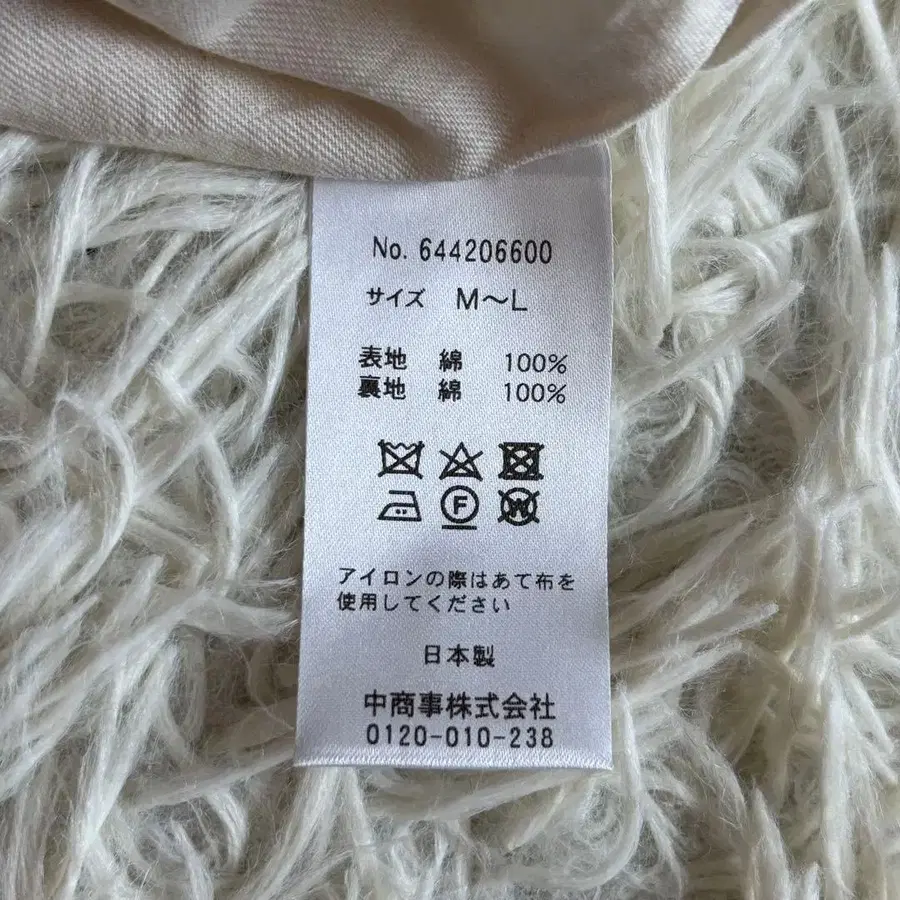 No. 644206600
サイズ M～L
表地 綿 100%
裏地 綿 100%
F
W
アイロンの際はあて布を
使用してください
日本製
中商事株式会社
0120-010-238